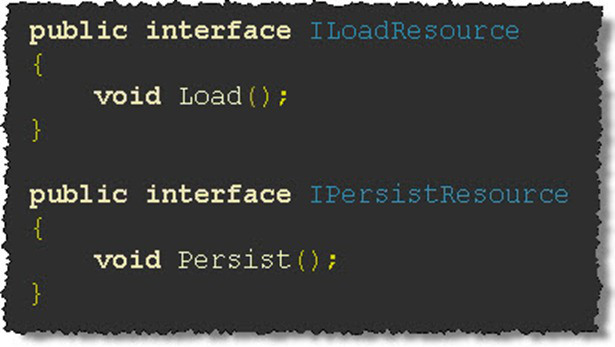 public interface ILoadResource
{
    void Load();
}
public interface IPersistResource
{
    void Persist();
}